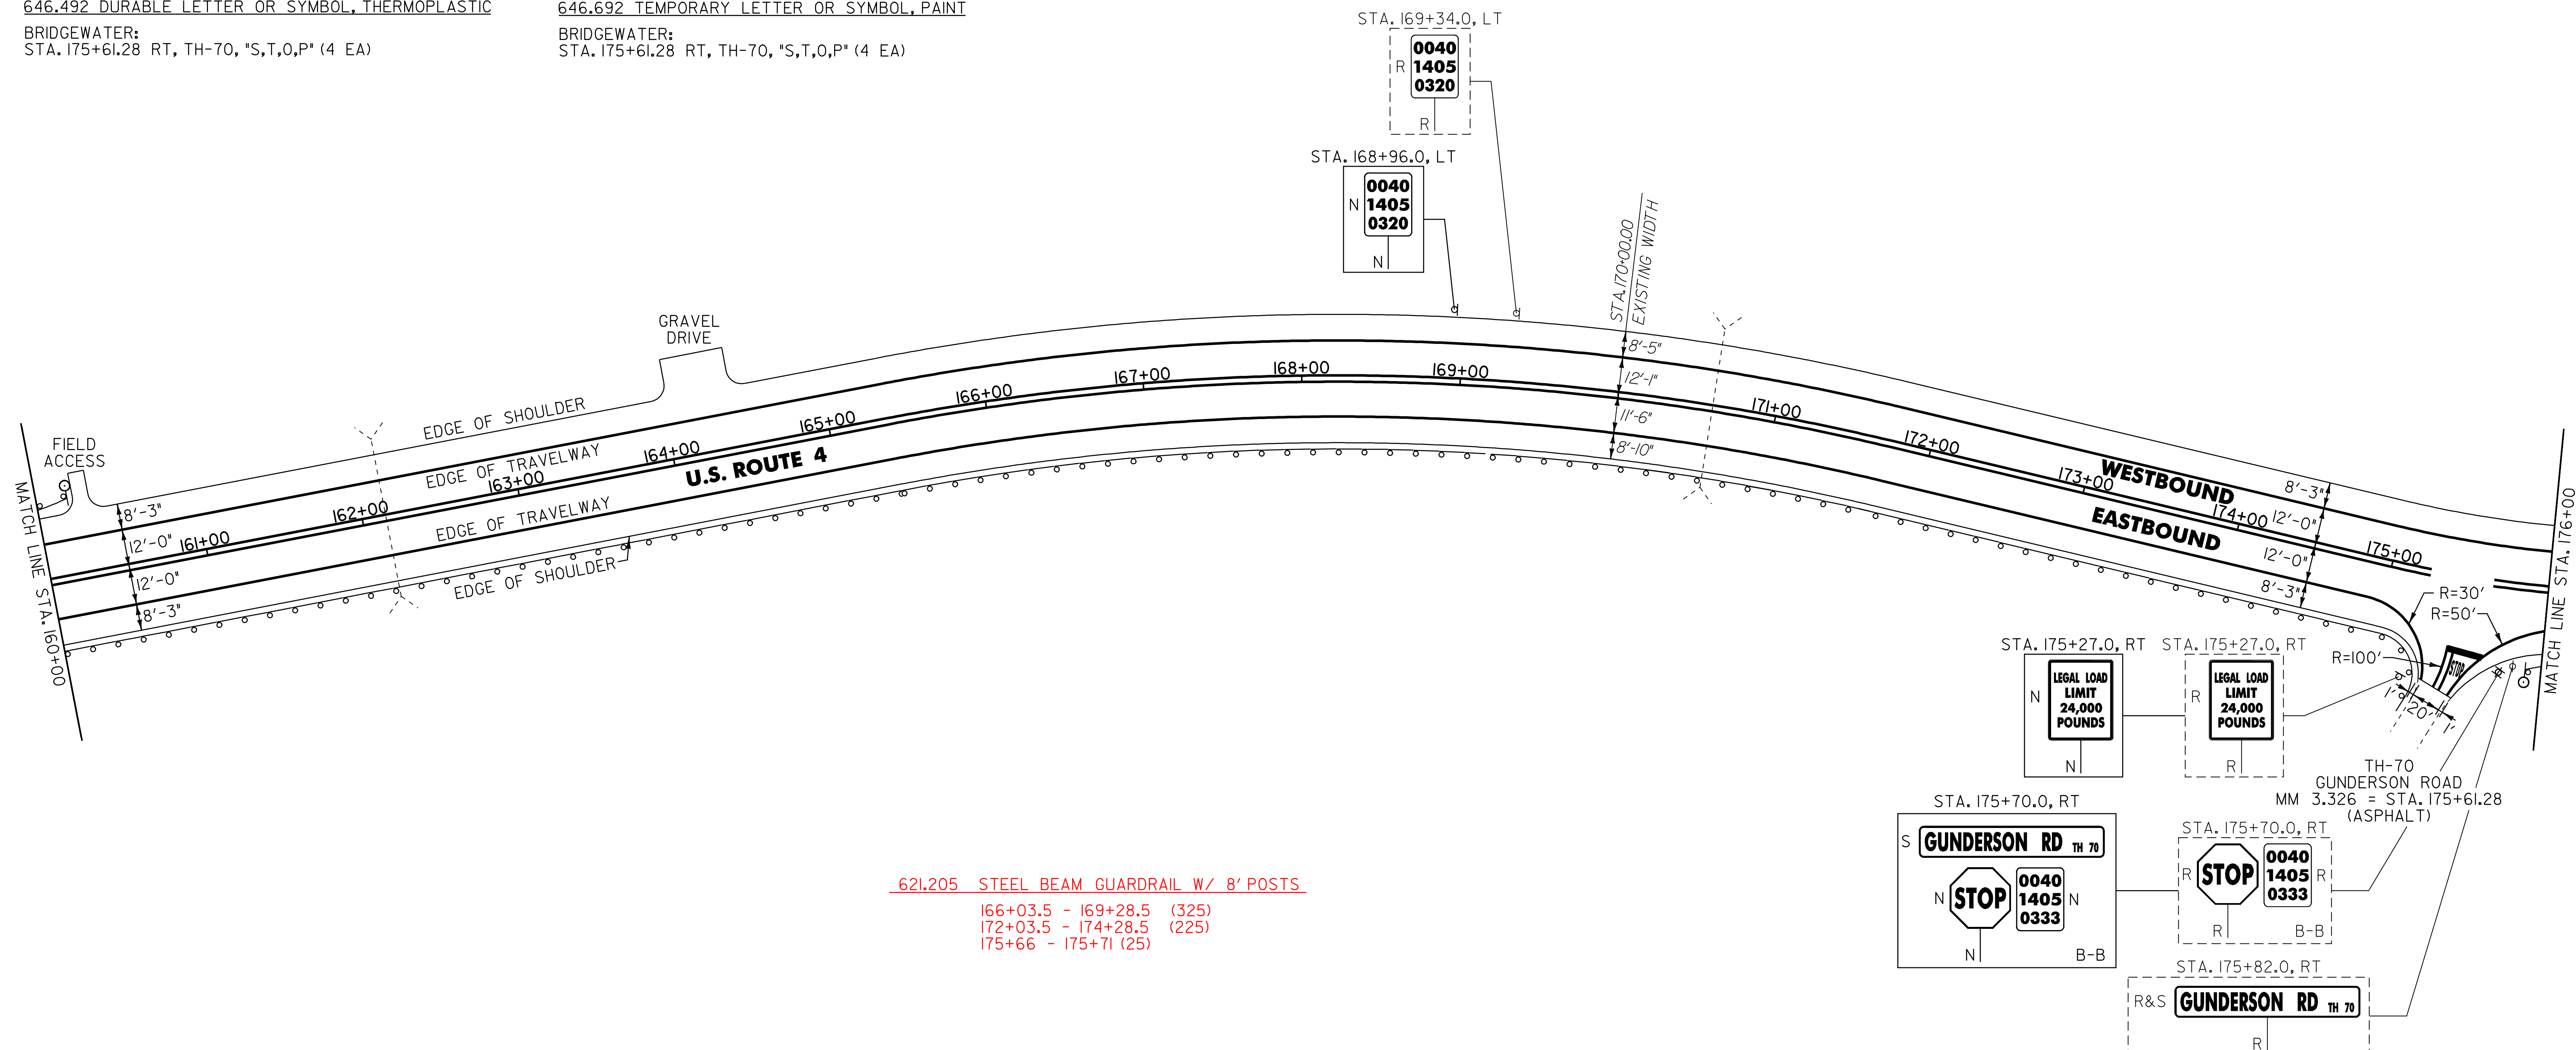 646.492 DURABLE LETTER OR SYMBOL, THERMOPLASTIC
BRIDGEWATER:
STA. 175+61.28 RT, TH-70, "S,T,O,P" (4 EA)
646.692 TEMPORARY LETTER OR SYMBOL, PAINT
BRIDGEWATER:
STA. 175+61.28 RT, TH-70, "S,T,O,P" (4 EA)
STA. 169+34.0, LT
0040
R 1405
0320
R
STA. 168+96.0, LT
0040
N 1405
0320
N
STA. 170+00.00
EXISTING WIDTH
8'-5"
12'-1"
11'-6"
8'-10"
GRAVEL
DRIVE
FIELD
ACCESS
MATCH LINE STA. 160+00
EDGE OF SHOULDER
EDGE OF TRAVELWAY
U.S. ROUTE 4
EDGE OF TRAVELWAY
EDGE OF SHOULDER
8'-3"
12'-0"
12'-0"
8'-3"
161+00
162+00
163+00
164+00
165+00
166+00
167+00
168+00
169+00
171+00
172+00
173+00
174+00
175+00
WESTBOUND
EASTBOUND
8'-3"
12'-0"
12'-0"
8'-3"
R=30'
R=50'
R=100'
STOP
1'
20'
1'
MATCH LINE STA. 176+00
STA. 175+27.0, RT
LEGAL LOAD
N LIMIT
24,000
POUNDS
N
STA. 175+27.0, RT
LEGAL LOAD
R LIMIT
24,000
POUNDS
R
TH-70
GUNDERSON ROAD
MM 3.326 = STA. 175+61.28
(ASPHALT)
STA. 175+70.0, RT
S GUNDERSON RD TH 70
N STOP
0040
1405 N
0333
N
B-B
STA. 175+70.0, RT
R STOP
0040
1405 R
0333
R
B-B
STA. 175+82.0, RT
R&S GUNDERSON RD TH 70
R
621.205 STEEL BEAM GUARDRAIL W/ 8' POSTS
166+03.5 - 169+28.5 (325)
172+03.5 - 174+28.5 (225)
175+66 - 175+71 (25)